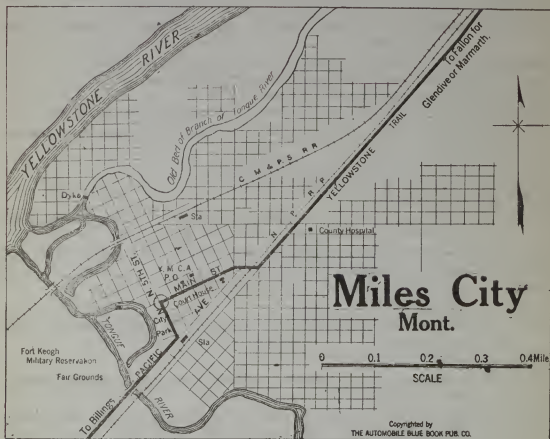 YELLOWSTONE RIVER
Old Bed of Branch of Tongue River
To Fallon for
Glendive or Marmarth.
C M & P S RR
N P R R
YELLOWSTONE TRAIL
Dyke
Sta
County Hospital
Y.M.C.A.
P.O.
N 5TH ST
MAIN ST
Court House
AVE
City
Park
Sta
PACIFIC
TONGUE RIVER
Fort Keogh
Military Reservation
Fair Grounds
To Billings
Miles City
Mont.
0 0.1 0.2 0.3 0.4 Mile
SCALE
Copyrighted by
THE AUTOMOBILE BLUE BOOK PUB. CO.